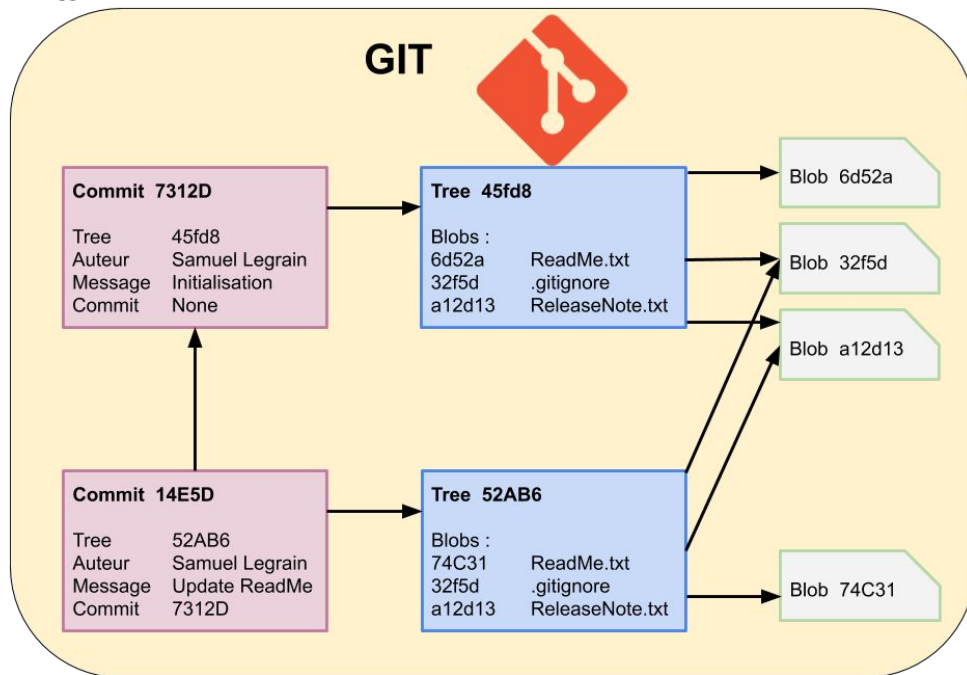 GIT
Commit 7312D
Tree 45fd8
Auteur Samuel Legrain
Message Initialisation
Commit None
Tree 45fd8
Blobs :
6d52a ReadMe.txt
32f5d .gitignore
a12d13 ReleaseNote.txt
Blob 6d52a
Blob 32f5d
Blob a12d13
Commit 14E5D
Tree 52AB6
Auteur Samuel Legrain
Message Update ReadMe
Commit 7312D
Tree 52AB6
Blobs :
74C31 ReadMe.txt
32f5d .gitignore
a12d13 ReleaseNote.txt
Blob 74C31